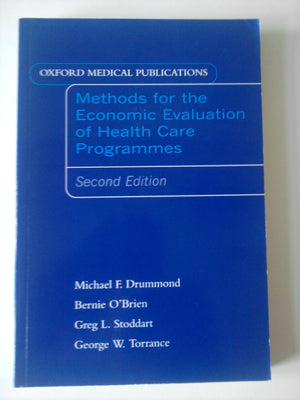 OXFORD MEDICAL PUBLICATIONS
Methods for the
Economic Evaluation
of Health Care
Programmes
Second Edition
Michael F. Drummond
Bernie O'Brien
Greg L. Stoddart
George W. Torrance